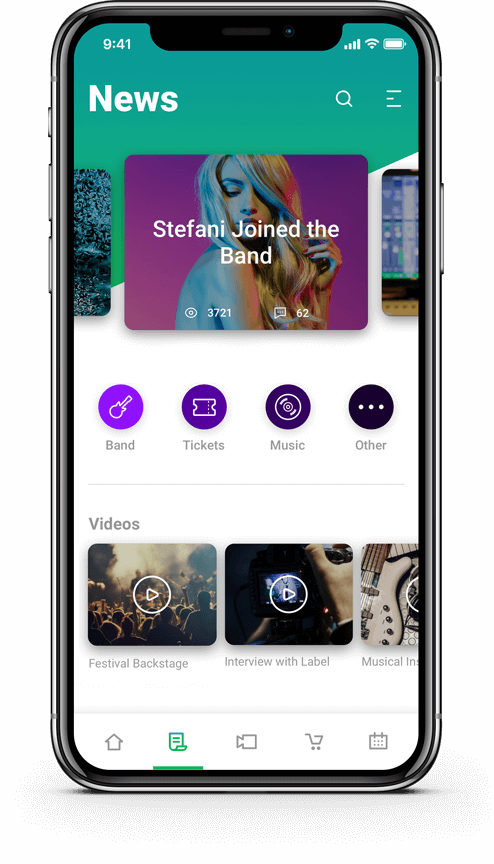 9:41
News
Stefani Joined the
Band
3721 62
Band Tickets Music Other
Videos
Festival Backstage Interview with Label Musical Ins